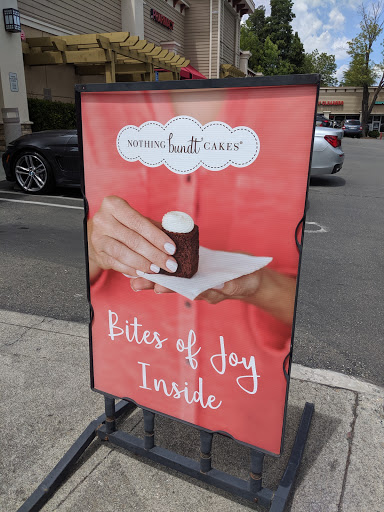 NOTHING bundt CAKES®
Bites of Joy
Inside